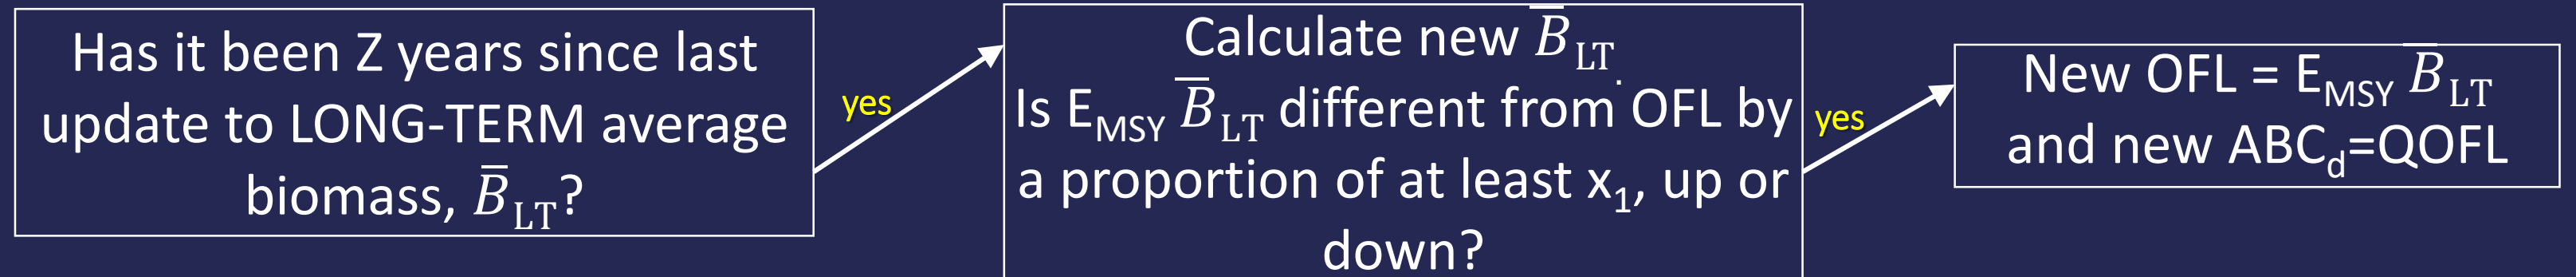 Has it been Z years since last
update to LONG-TERM average
biomass, B̅ LT?
yes
Calculate new B̅ LT.
Is EMSY B̅ LT different from OFL by
a proportion of at least x₁, up or
down?
yes
New OFL = EMSY B̅ LT
and new ABCd=QOFL